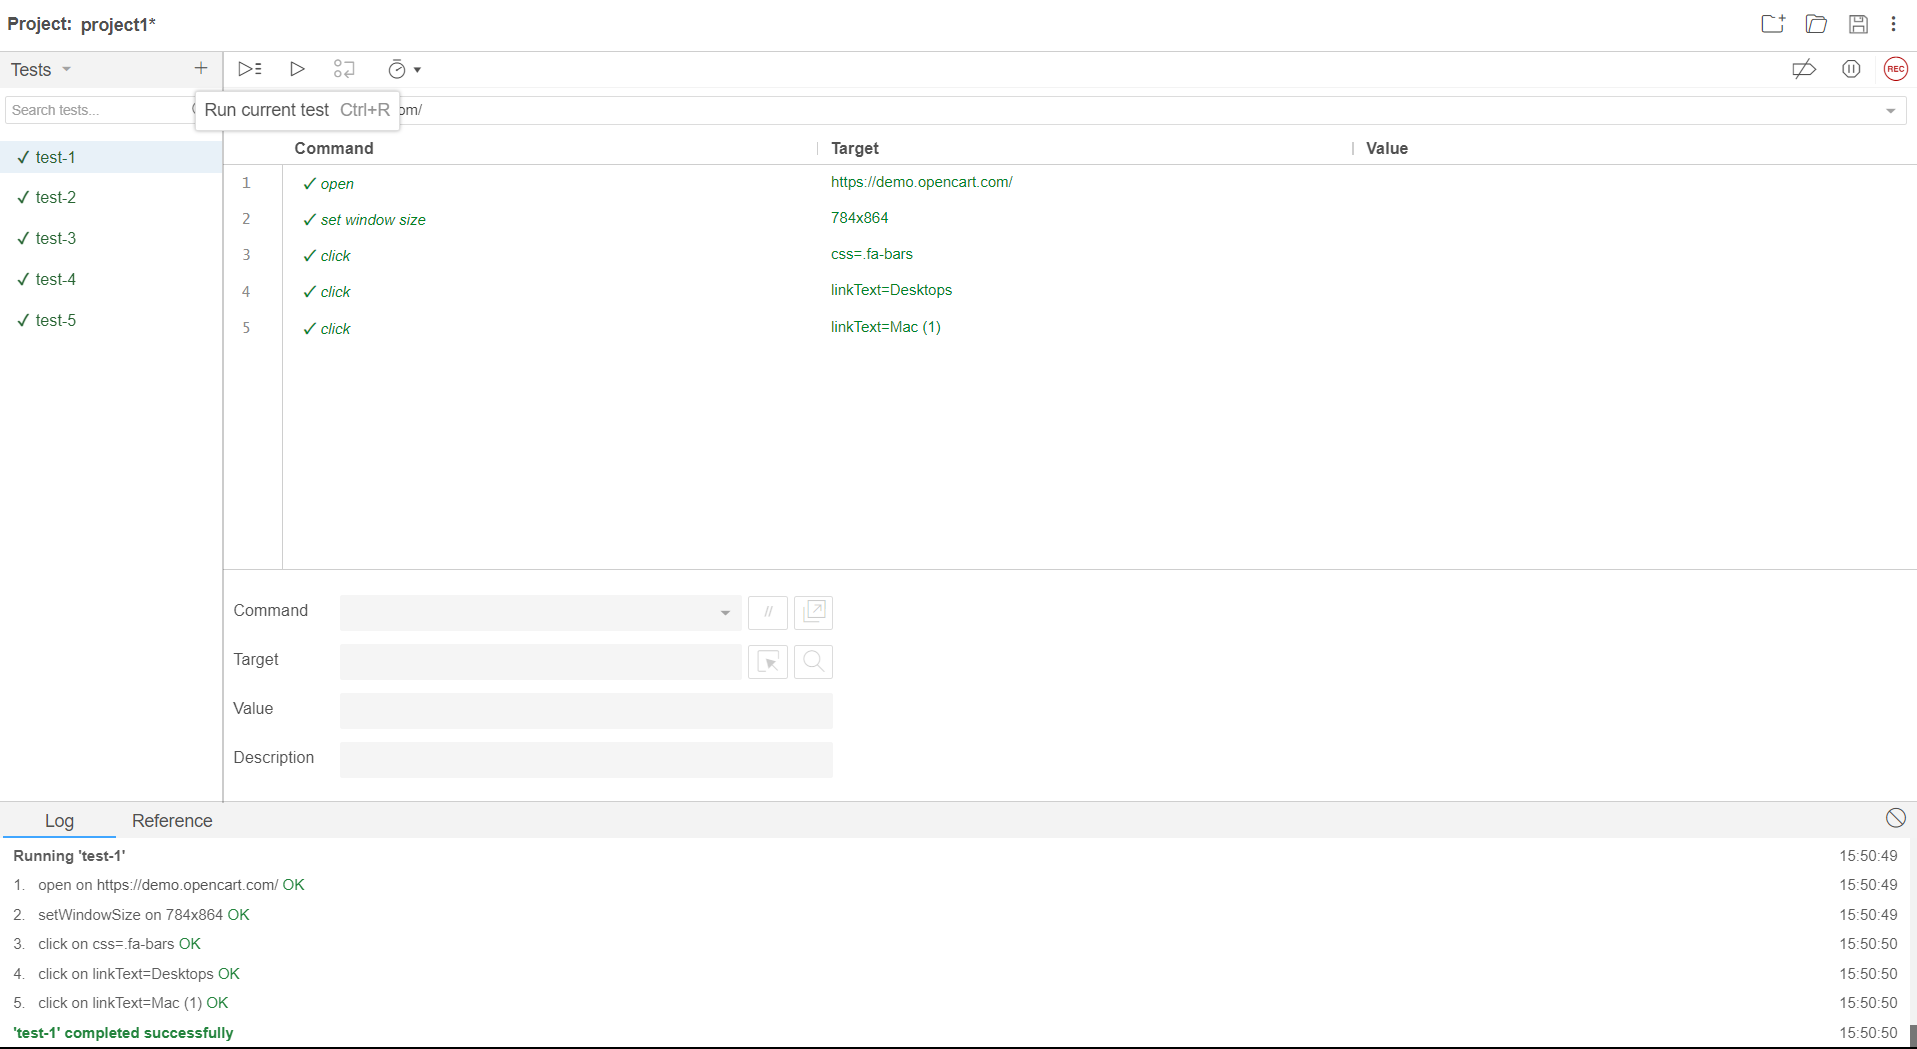 Project: project1*
Tests
REC
Search tests...
Run current test Ctrl+R
om/
Command Target Value
1 ✓ open https://demo.opencart.com/
2 ✓ set window size 784x864
3 ✓ click css=.fa-bars
4 ✓ click linkText=Desktops
5 ✓ click linkText=Mac (1)
✓ test-1
✓ test-2
✓ test-3
✓ test-4
✓ test-5
Command //
Target
Value
Description
Log Reference
Running 'test-1' 15:50:49
1. open on https://demo.opencart.com/ OK 15:50:49
2. setWindowSize on 784x864 OK 15:50:49
3. click on css=.fa-bars OK 15:50:50
4. click on linkText=Desktops OK 15:50:50
5. click on linkText=Mac (1) OK 15:50:50
'test-1' completed successfully 15:50:50